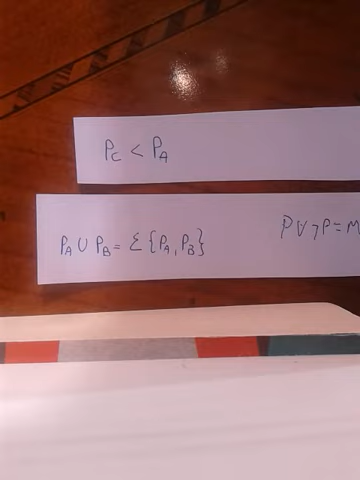 P_C < P_A
P_A ∪ P_B = Σ {P_A, P_B}
P ∨ ¬P = M